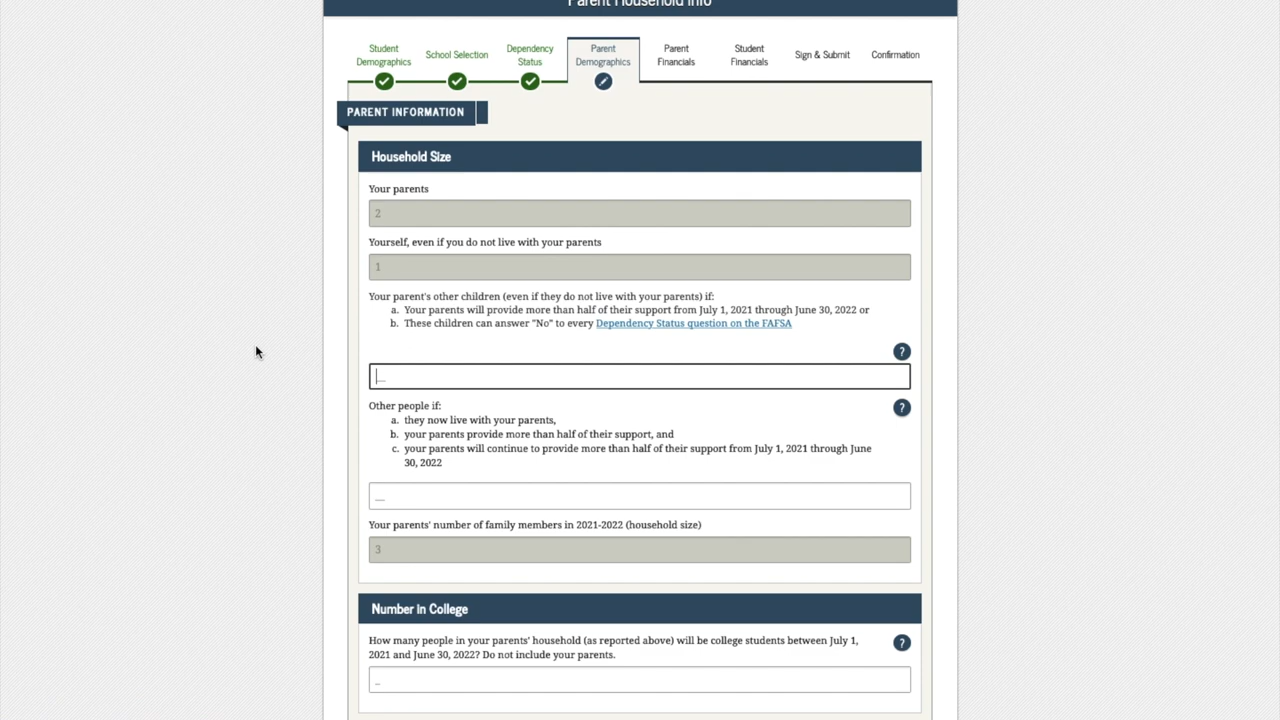 Parent Household Info
Student
Demographics
School Selection
Dependency
Status
Parent
Demographics
Parent
Financials
Student
Financials
Sign & Submit
Confirmation
PARENT INFORMATION
Household Size
Your parents
2
Yourself, even if you do not live with your parents
1
Your parent's other children (even if they do not live with your parents) if:
a. Your parents will provide more than half of their support from July 1, 2021 through June 30, 2022 or
b. These children can answer "No" to every Dependency Status question on the FAFSA
?
__
Other people if:
?
a. they now live with your parents,
b. your parents provide more than half of their support, and
c. your parents will continue to provide more than half of their support from July 1, 2021 through June
30, 2022
__
Your parents' number of family members in 2021-2022 (household size)
3
Number in College
How many people in your parents' household (as reported above) will be college students between July 1,
2021 and June 30, 2022? Do not include your parents.
?
_